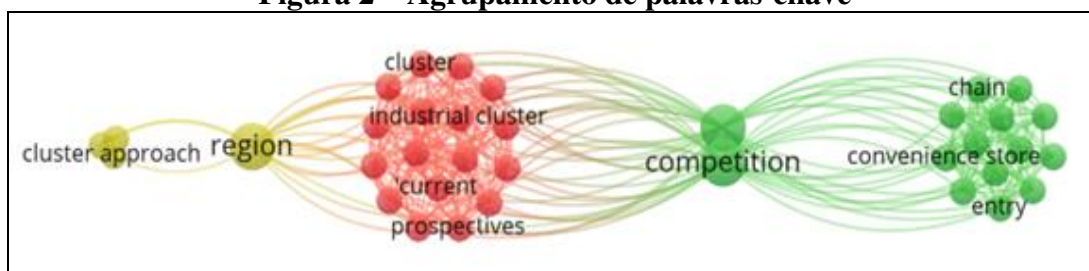 Figura 2 – Agrupamento de palavras-chave
cluster
chain
industrial cluster
region
cluster approach
competition
convenience store
'current
entry
prospectives